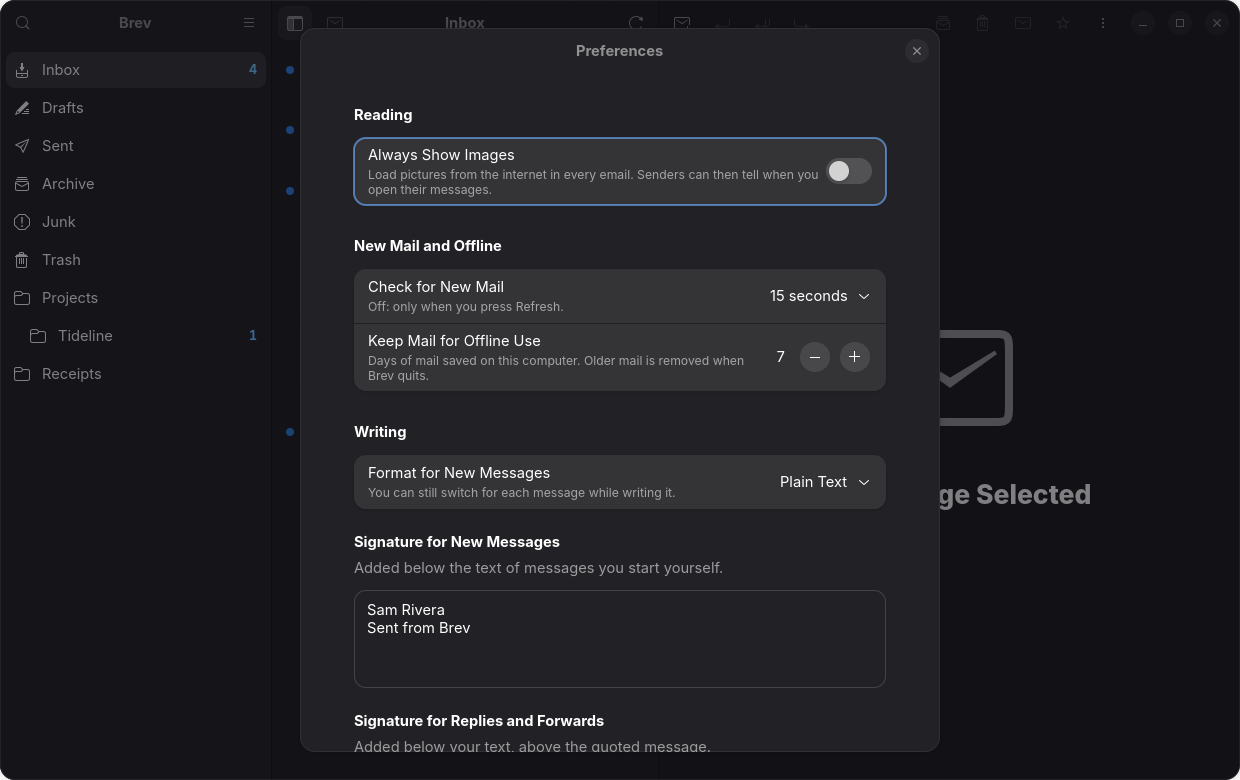 Brev
Inbox
Preferences
Inbox 4
Drafts
Sent
Archive
Junk
Trash
Projects
Tideline 1
Receipts
Reading
Always Show Images
Load pictures from the internet in every email. Senders can then tell when you
open their messages.
New Mail and Offline
Check for New Mail
Off: only when you press Refresh.
15 seconds
Keep Mail for Offline Use
Days of mail saved on this computer. Older mail is removed when
Brev quits.
7
Writing
Format for New Messages
You can still switch for each message while writing it.
Plain Text
Signature for New Messages
Added below the text of messages you start yourself.
Sam Rivera
Sent from Brev
Signature for Replies and Forwards
Added below your text, above the quoted message.
Selected